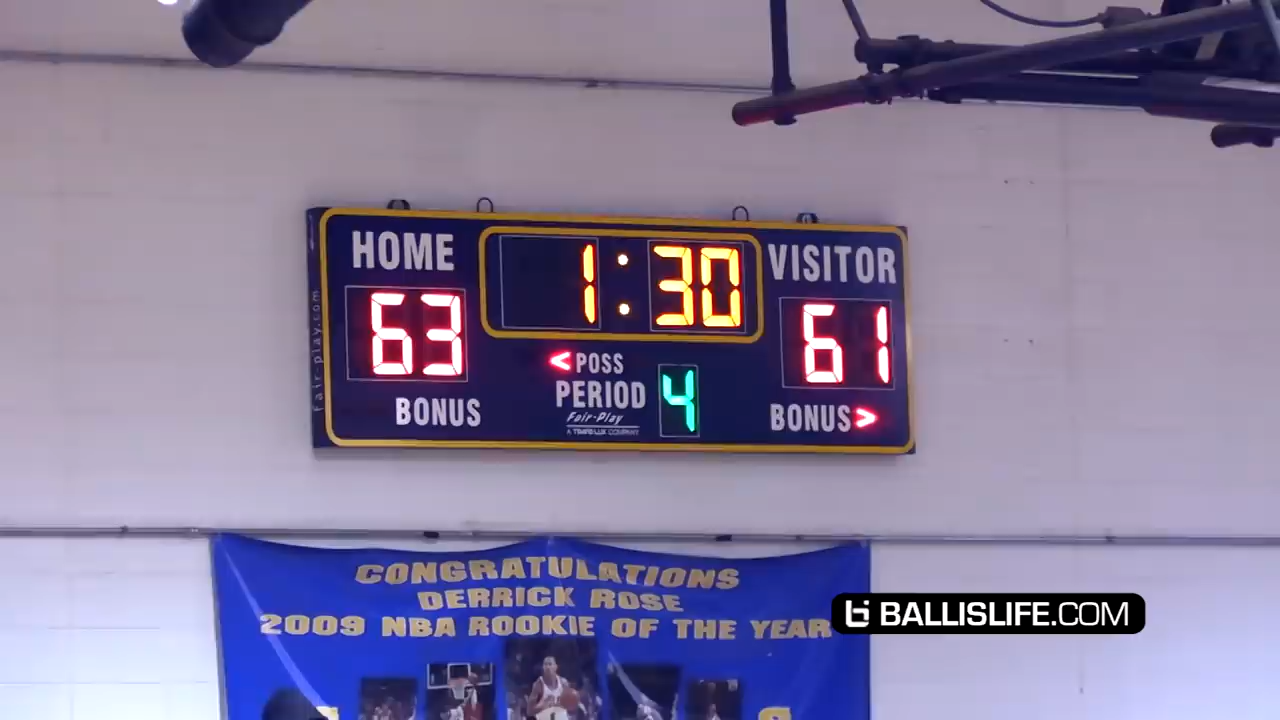 HOME
1:30
VISITOR
63
61
<POSS
PERIOD
4
BONUS
BONUS>
Fair-Play
A TRANS-LUX COMPANY
fair-play.com
CONGRATULATIONS
DERRICK ROSE
2009 NBA ROOKIE OF THE YEAR
BALLISLIFE.COM